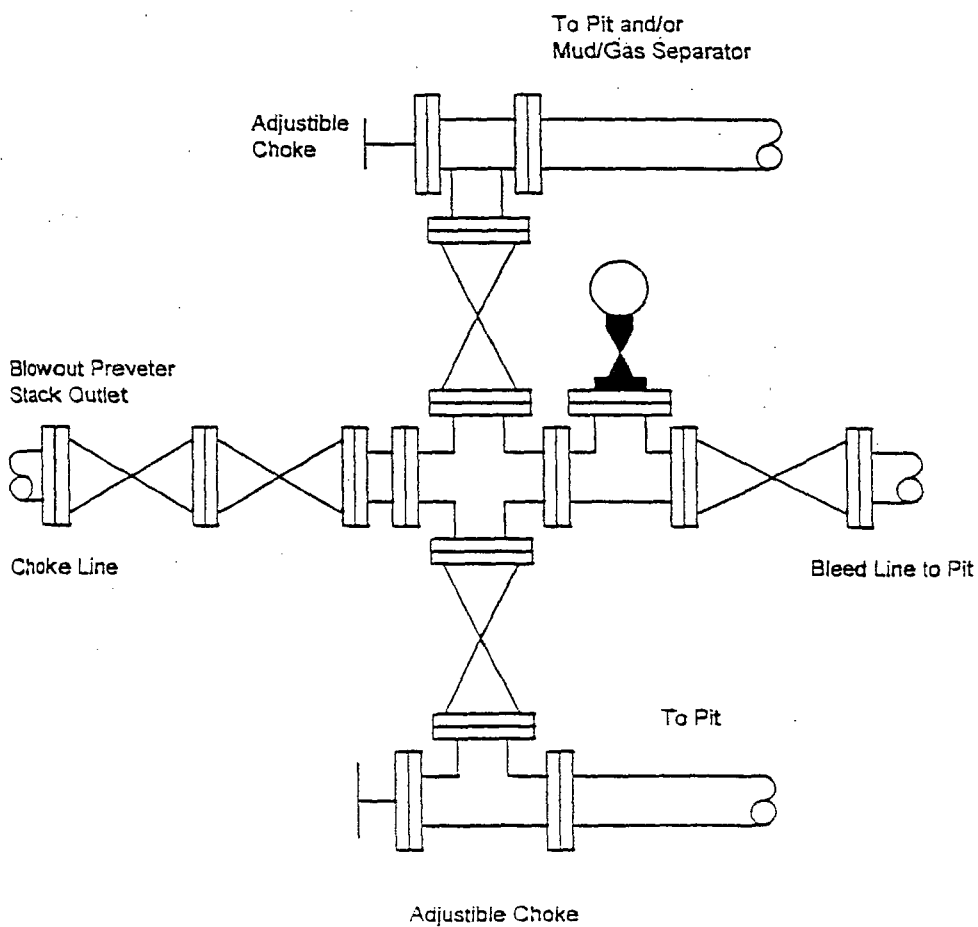 To Pit and/or
Mud/Gas Separator
Adjustible
Choke
Blowout Preveter
Stack Outlet
Choke Line
Bleed Line to Pit
To Pit
Adjustible Choke